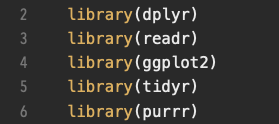 2 library(dplyr)
3 library(readr)
4 library(ggplot2)
5 library(tidyr)
6 library(purrr)